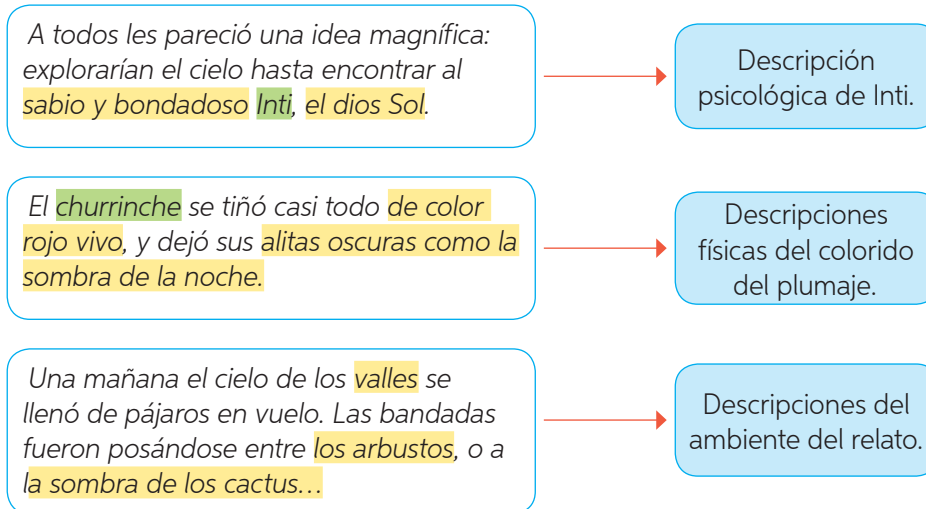 A todos les pareció una idea magnífica:
explorarían el cielo hasta encontrar al
sabio y bondadoso Inti, el dios Sol.
Descripción
psicológica de Inti.
El churrinche se tiñó casi todo de color
rojo vivo, y dejó sus alitas oscuras como la
sombra de la noche.
Descripciones
físicas del colorido
del plumaje.
Una mañana el cielo de los valles se
llenó de pájaros en vuelo. Las bandadas
fueron posándose entre los arbustos, o a
la sombra de los cactus…
Descripciones del
ambiente del relato.